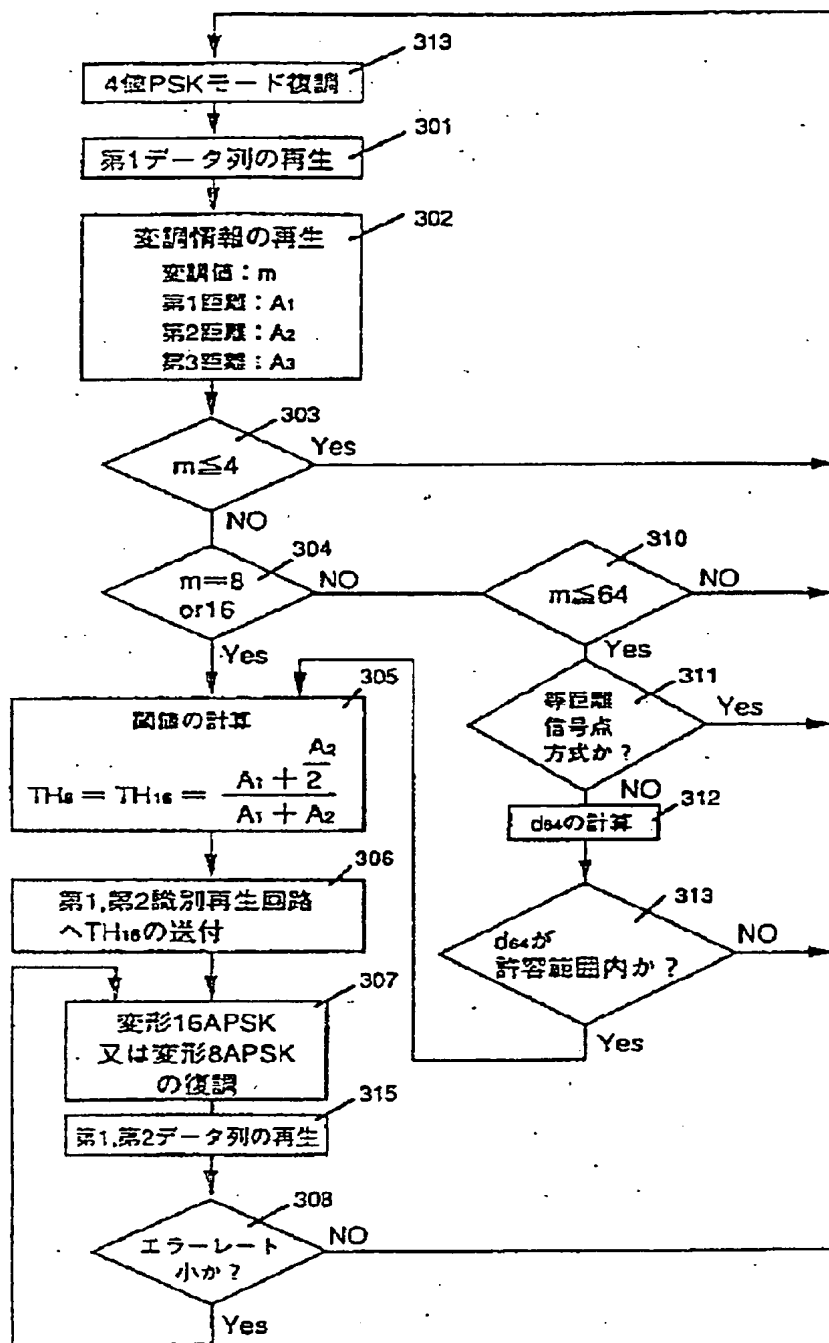 313
4値PSKモード復調
301
第1データ列の再生
302
変調情報の再生
変調値：m
第1距離：A1
第2距離：A2
第3距離：A3
303
m≦4
Yes
NO
304
m＝8
or16
NO
Yes
310
m≦64
NO
Yes
311
等距離
信号点
方式か？
Yes
NO
312
d64の計算
313
d64が
許容範囲内か？
NO
Yes
305
閾値の計算
TH8 = TH16 = (A1 + A2/2)/(A1 + A2)
306
第1,第2識別再生回路
へTH16の送付
307
変形16APSK
又は変形8APSK
の復調
315
第1,第2データ列の再生
308
エラーレート
小か？
NO
Yes